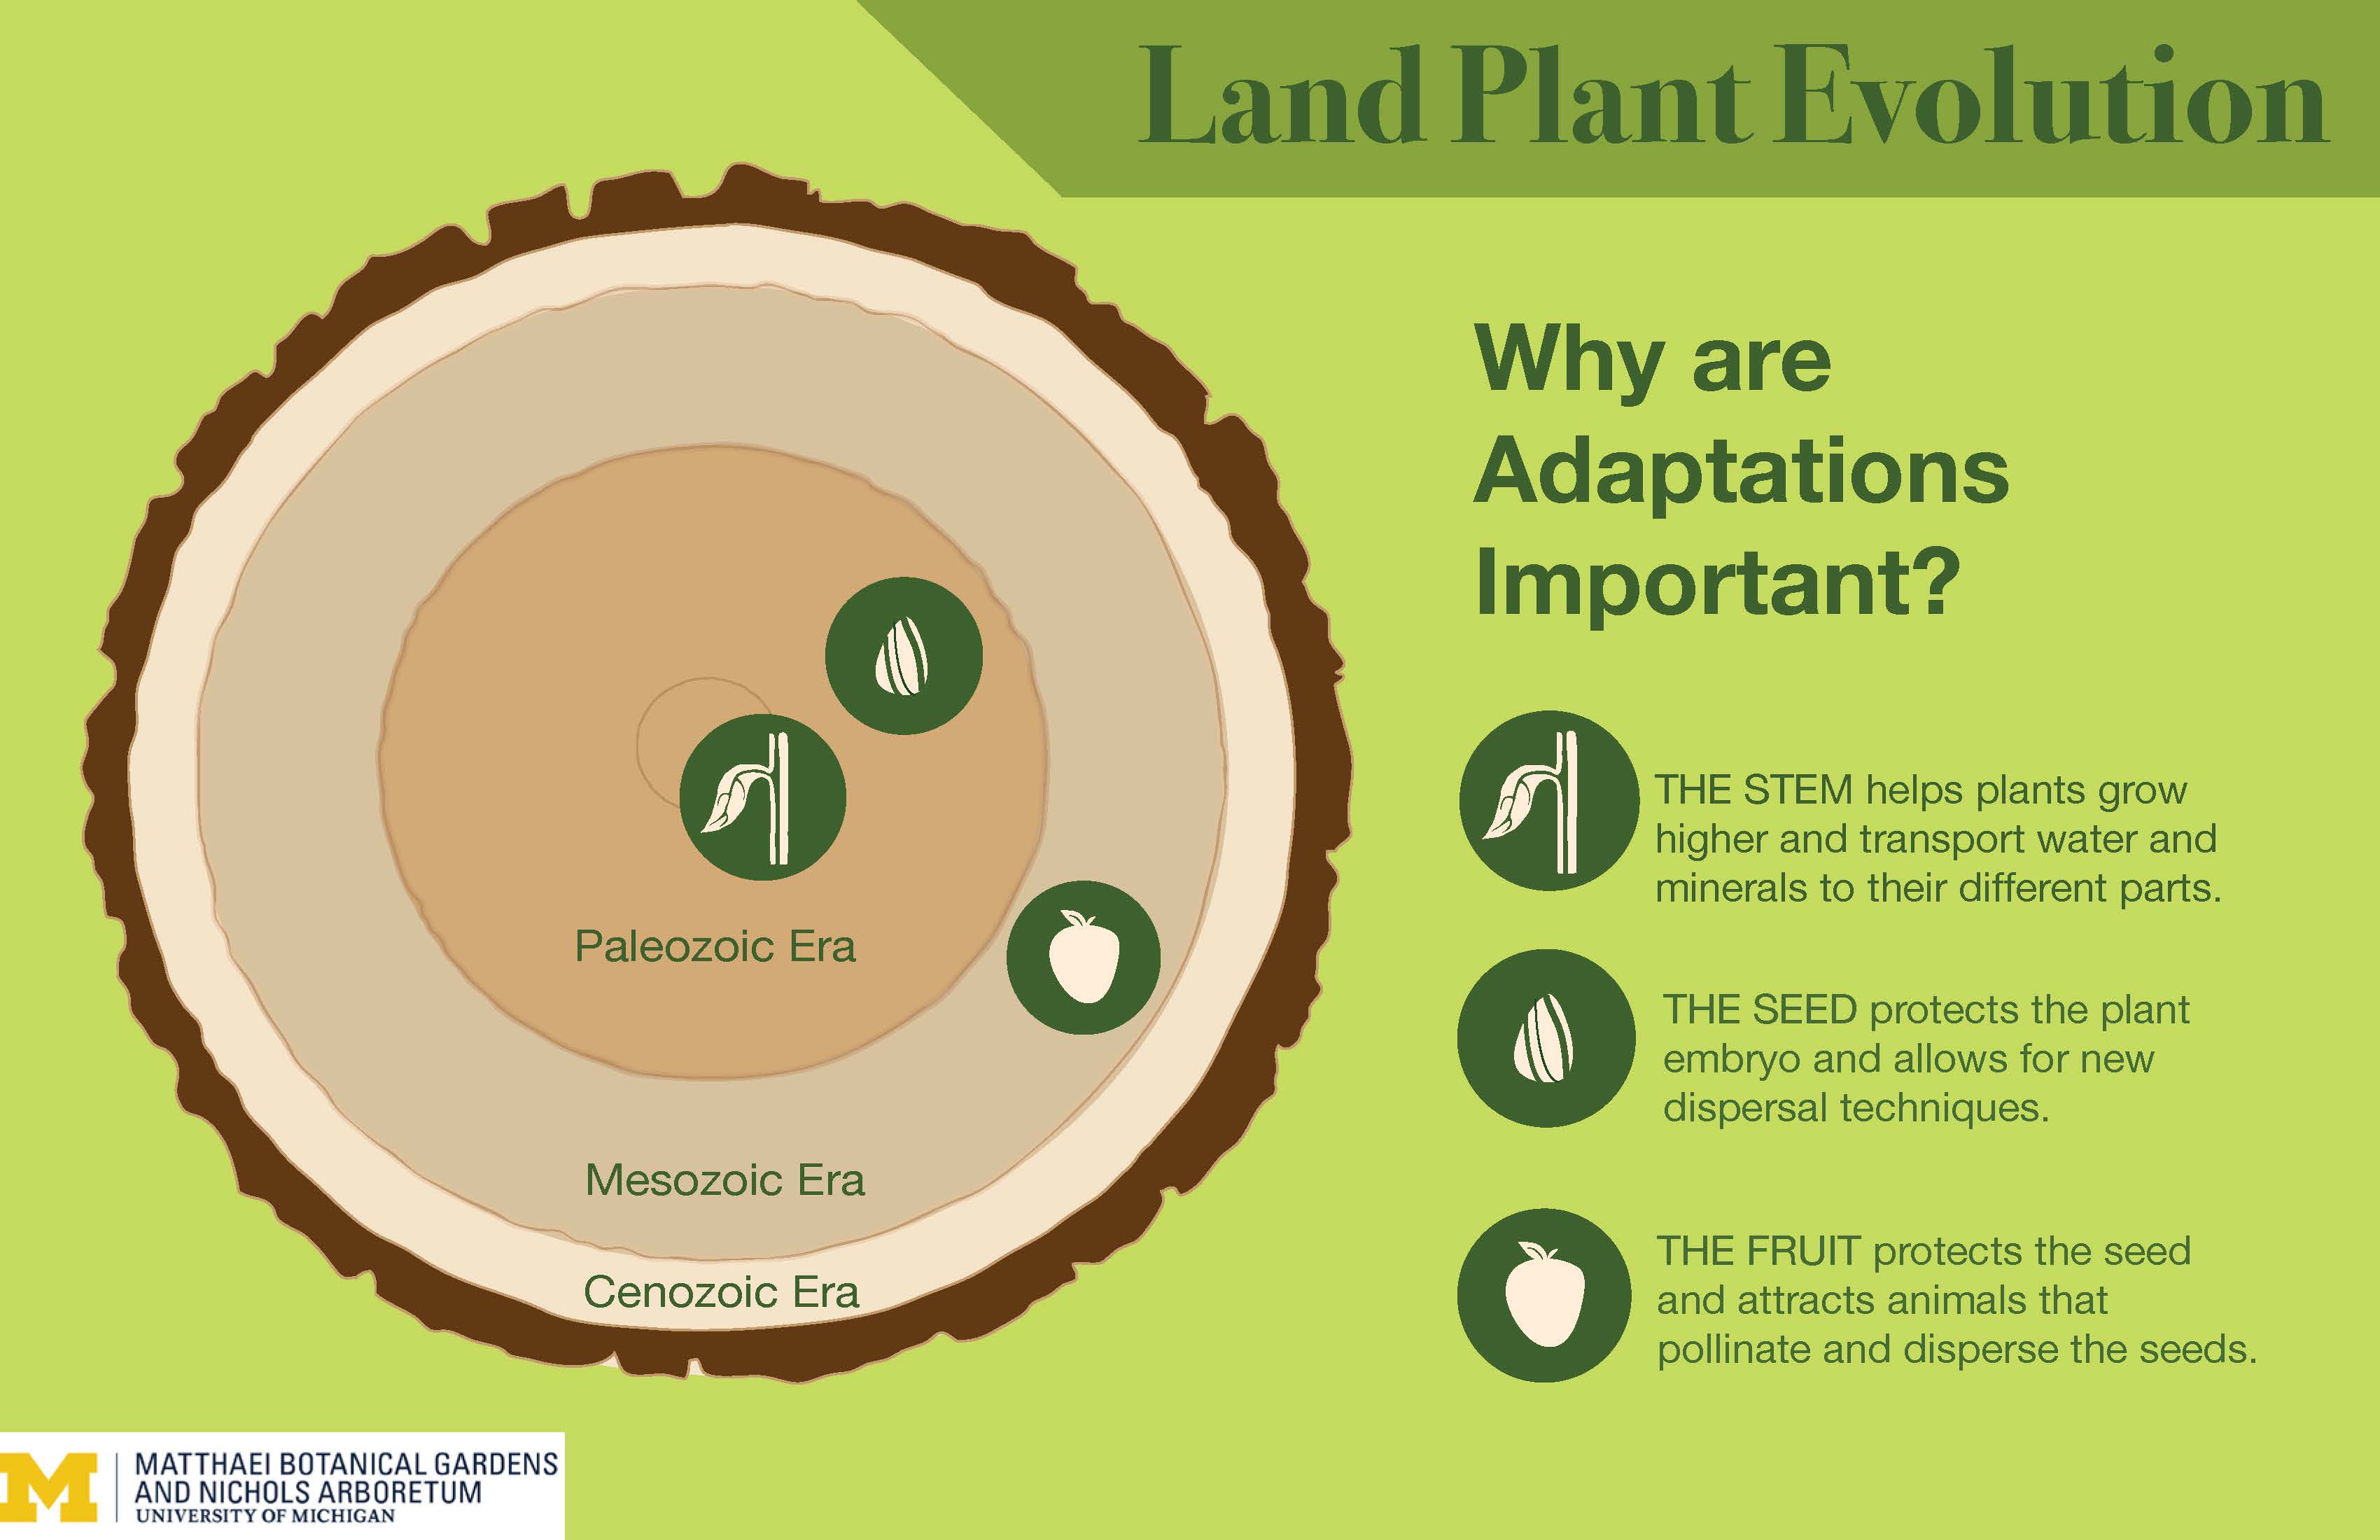 Land Plant Evolution
Why are
Adaptations
Important?
THE STEM helps plants grow
higher and transport water and
minerals to their different parts.
THE SEED protects the plant
embryo and allows for new
dispersal techniques.
THE FRUIT protects the seed
and attracts animals that
pollinate and disperse the seeds.
Paleozoic Era
Mesozoic Era
Cenozoic Era
M
MATTHAEI BOTANICAL GARDENS
AND NICHOLS ARBORETUM
UNIVERSITY OF MICHIGAN